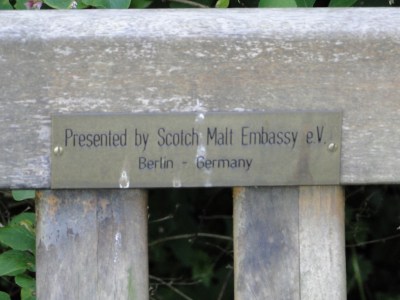 Presented by Scotch Malt Embassy e.V.
Berlin - Germany